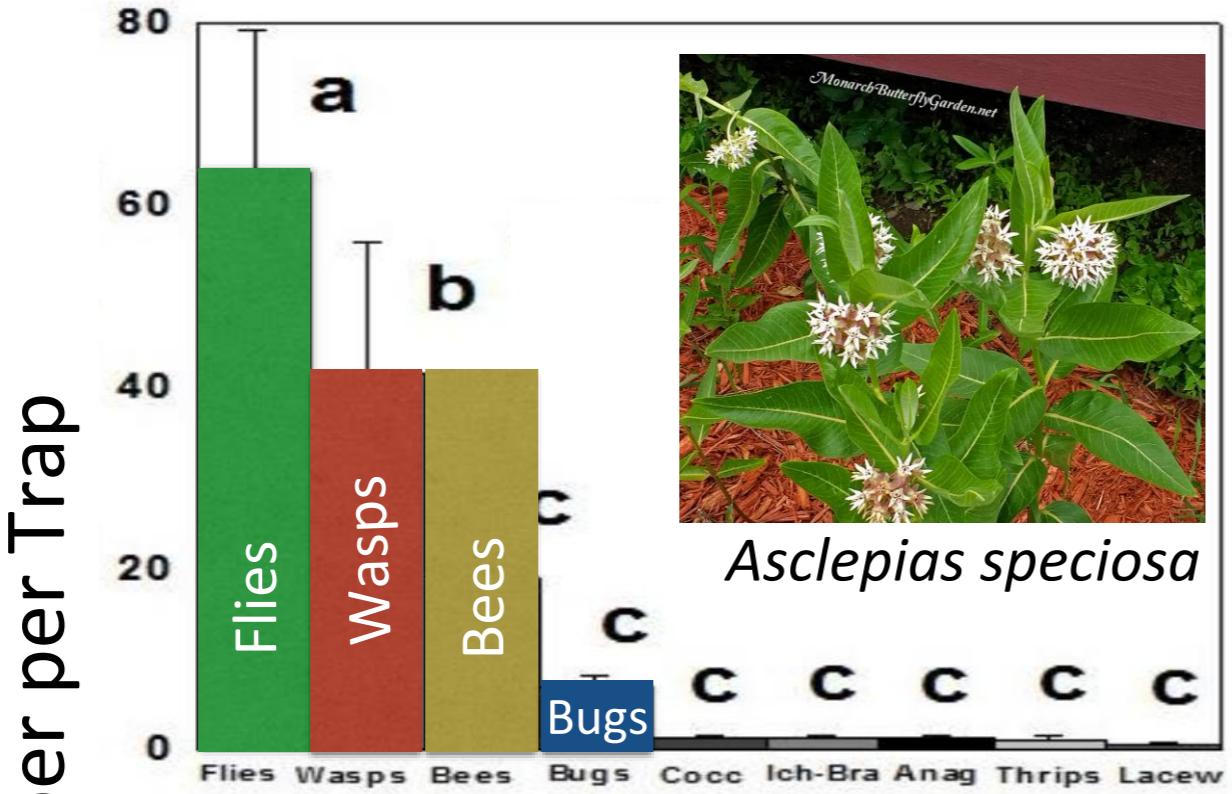 80
60
40
20
0
a
b
c
c
c
c
c
c
c
per Trap
Flies
Wasps
Bees
Bugs
MonarchButterflyGarden.net
Asclepias speciosa
Flies Wasps Bees Bugs Cocc Ich-Bra Anag Thrips Lacew